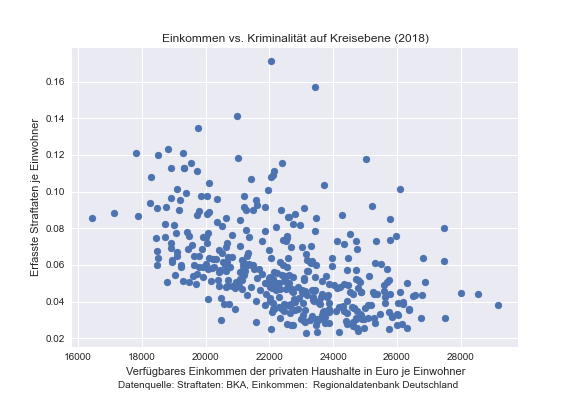 Einkommen vs. Kriminalität auf Kreisebene (2018)
Erfasste Straftaten je Einwohner
0.16
0.14
0.12
0.10
0.08
0.06
0.04
0.02
16000 18000 20000 22000 24000 26000 28000
Verfügbares Einkommen der privaten Haushalte in Euro je Einwohner
Datenquelle: Straftaten: BKA, Einkommen: Regionaldatenbank Deutschland